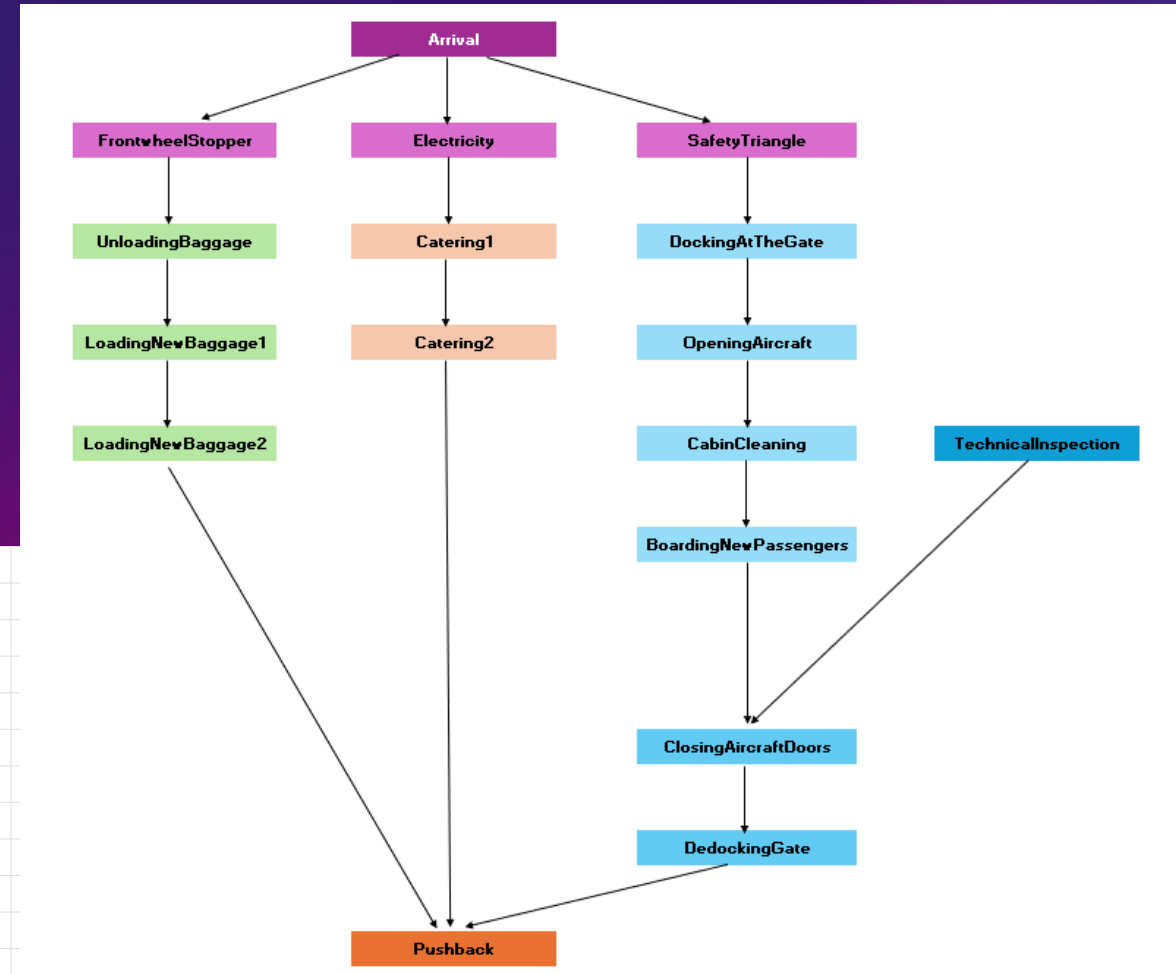 Arrival
FrontwheelStopper
Electricity
SafetyTriangle
UnloadingBaggage
Catering1
DockingAtTheGate
LoadingNewBaggage1
Catering2
OpeningAircraft
LoadingNewBaggage2
CabinCleaning
TechnicalInspection
BoardingNewPassengers
ClosingAircraftDoors
DedockingGate
Pushback